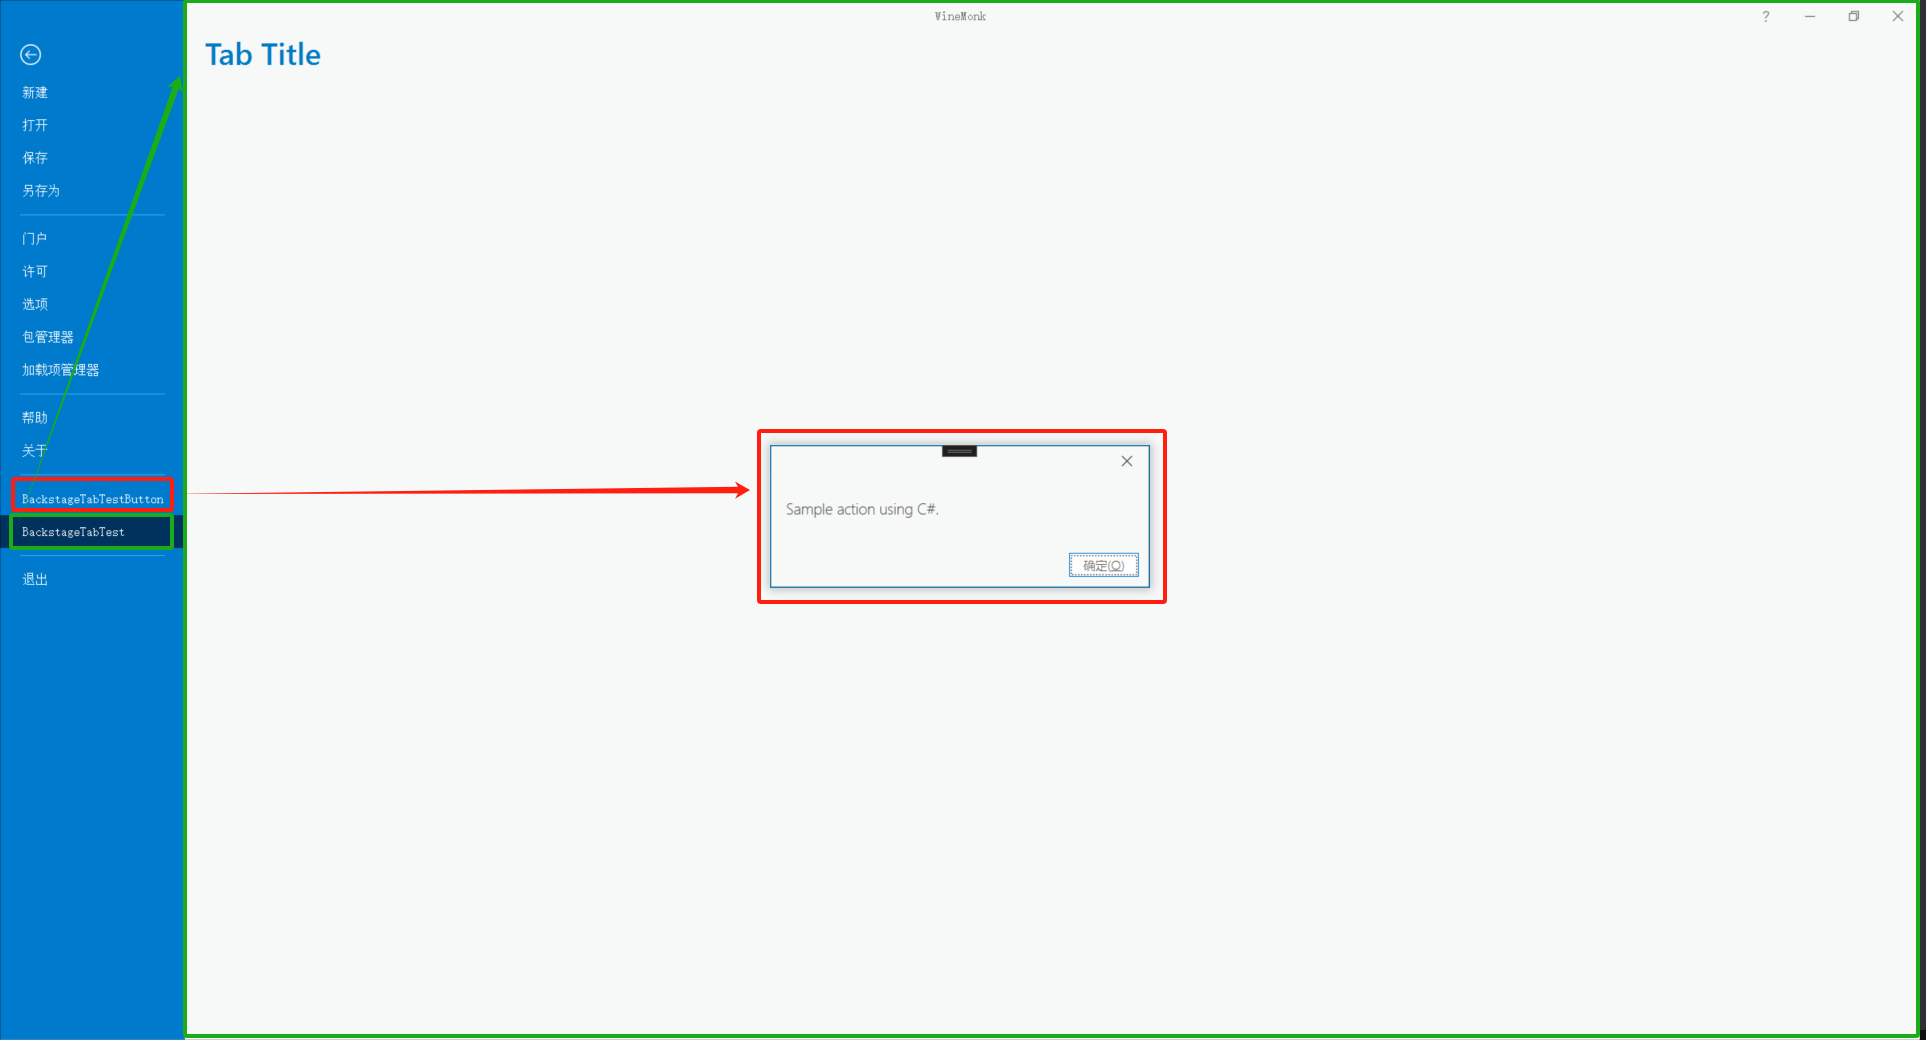 WineMonk
?
Tab Title
新建
打开
保存
另存为
门户
许可
选项
包管理器
加载项管理器
帮助
关于
BackstageTabTestButton
BackstageTabTest
退出
Sample action using C#.
确定(O)